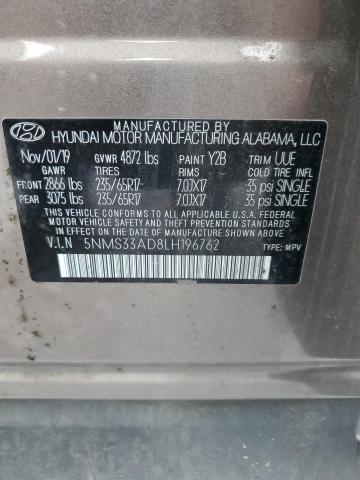 MANUFACTURED BY
HYUNDAI MOTOR MANUFACTURING ALABAMA, LLC
Nov/01/19 GVWR 4872 lbs PAINT Y2B TRIM UUE
GAWR TIRES RIMS COLD TIRE INFL
FRONT 2866 lbs 235/65R17 7.0JX17 35 psi SINGLE
REAR 3075 lbs 235/65R17 7.0JX17 35 psi SINGLE
V.I.N 5NMS33AD8LH196762 TYPE: MPV
THIS VEHICLE CONFORMS TO ALL APPLICABLE U.S. FEDERAL MOTOR VEHICLE SAFETY AND THEFT PREVENTION STANDARDS IN EFFECT ON THE DATE OF MANUFACTURE SHOWN ABOVE.